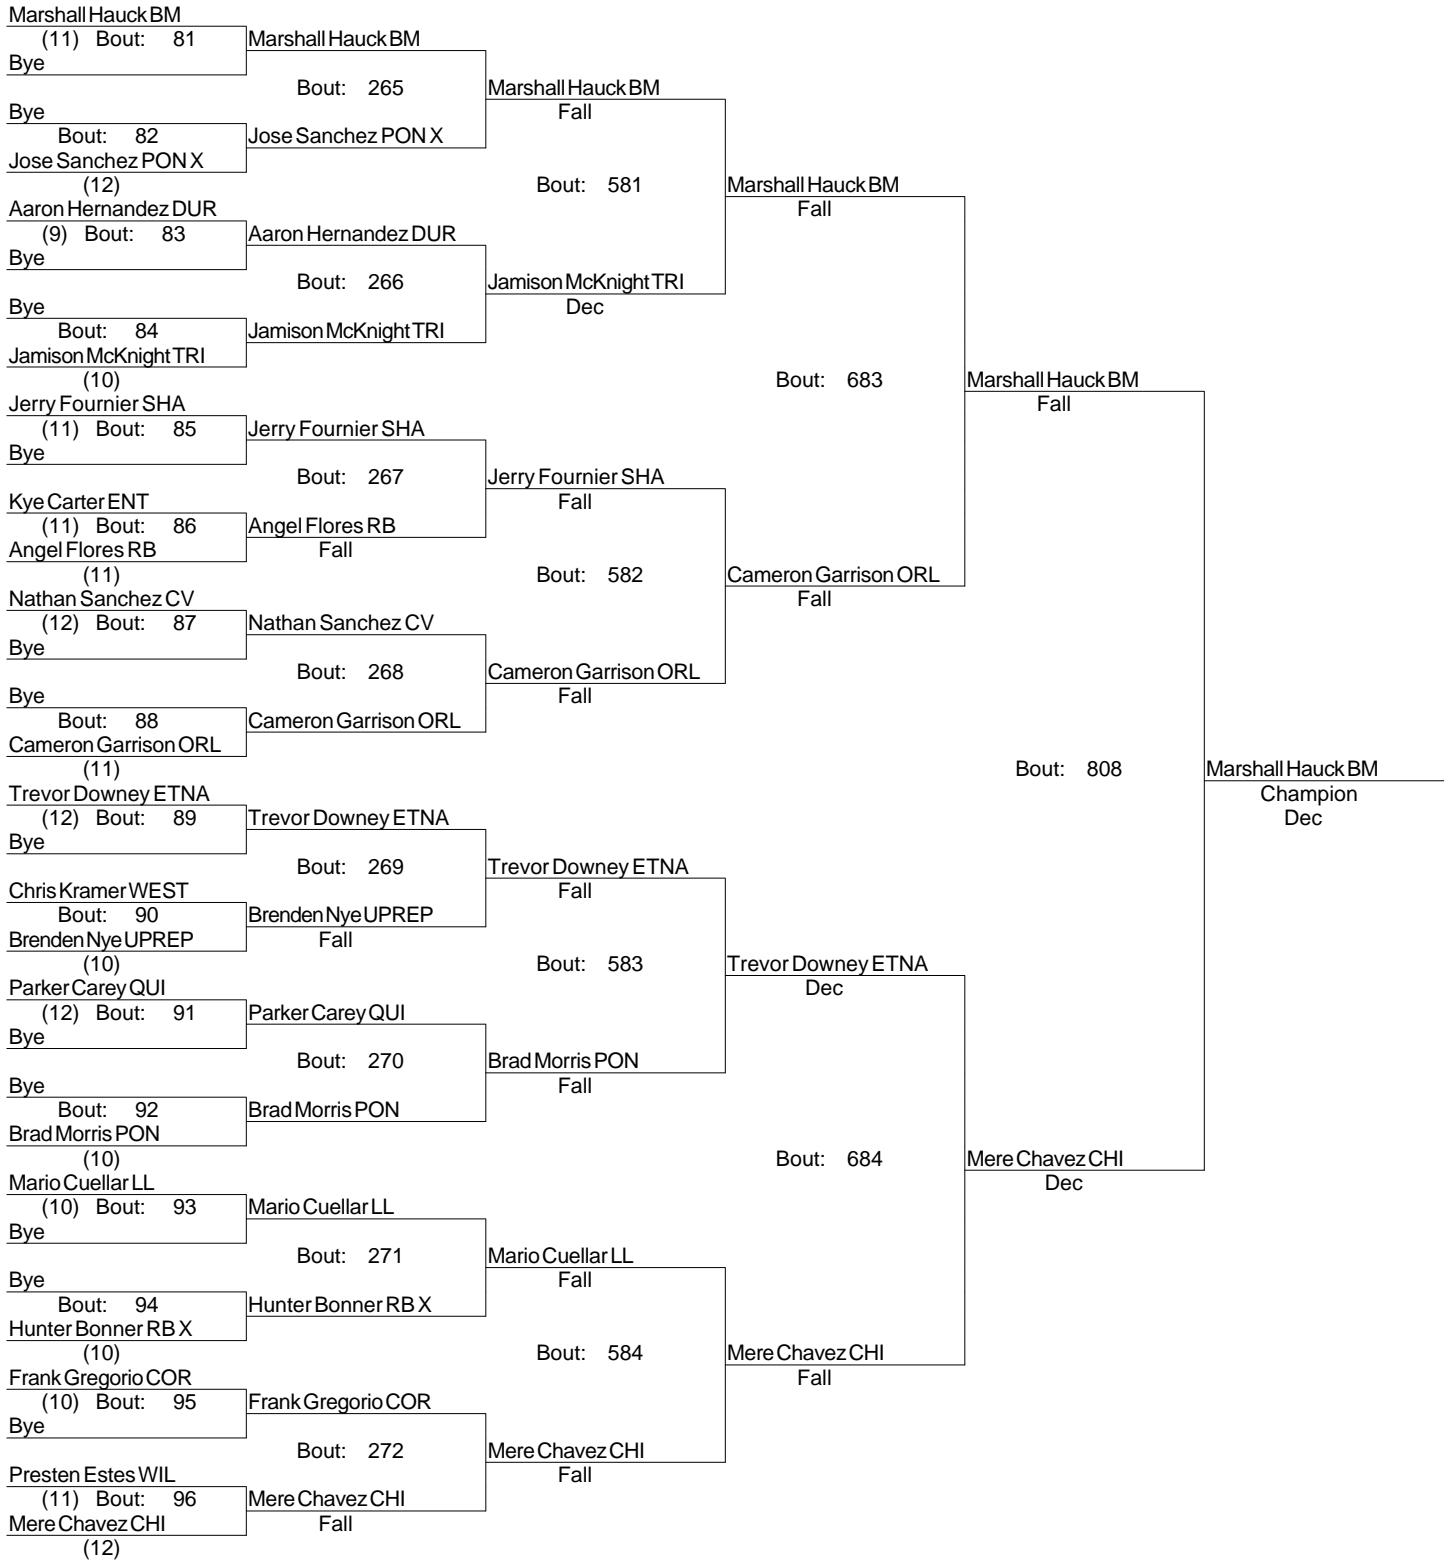 Marshall Hauck BM
(11) Bout: 81 Marshall Hauck BM
Bye
Bout: 265 Marshall Hauck BM
Bye Fall
Bout: 82 Jose Sanchez PON X
Jose Sanchez PON X
(12) Bout: 581 Marshall Hauck BM
Aaron Hernandez DUR Fall
(9) Bout: 83 Aaron Hernandez DUR
Bye
Bout: 266 Jamison McKnight TRI
Bye Dec
Bout: 84 Jamison McKnight TRI
Jamison McKnight TRI
(10) Bout: 683 Marshall Hauck BM
Jerry Fournier SHA Fall
(11) Bout: 85 Jerry Fournier SHA
Bye
Bout: 267 Jerry Fournier SHA
Kye Carter ENT Fall
(11) Bout: 86 Angel Flores RB
Angel Flores RB Fall
(11) Bout: 582 Cameron Garrison ORL
Nathan Sanchez CV Fall
(12) Bout: 87 Nathan Sanchez CV
Bye
Bout: 268 Cameron Garrison ORL
Bye Fall
Bout: 88 Cameron Garrison ORL
Cameron Garrison ORL
(11) Bout: 808 Marshall Hauck BM
Trevor Downey ETNA Champion
(12) Bout: 89 Trevor Downey ETNA Dec
Bye
Bout: 269 Trevor Downey ETNA
Chris Kramer WEST Fall
Bout: 90 Brenden Nye UPREP
Brenden Nye UPREP Fall
(10) Bout: 583 Trevor Downey ETNA
Parker Carey QUI Dec
(12) Bout: 91 Parker Carey QUI
Bye
Bout: 270 Brad Morris PON
Bye Fall
Bout: 92 Brad Morris PON
Brad Morris PON
(10) Bout: 684 Mere Chavez CHI
Mario Cuellar LL Dec
(10) Bout: 93 Mario Cuellar LL
Bye
Bout: 271 Mario Cuellar LL
Bye Fall
Bout: 94 Hunter Bonner RB X
Hunter Bonner RB X
(10) Bout: 584 Mere Chavez CHI
Frank Gregorio COR Fall
(10) Bout: 95 Frank Gregorio COR
Bye
Bout: 272 Mere Chavez CHI
Presten Estes WIL Fall
(11) Bout: 96 Mere Chavez CHI
Mere Chavez CHI Fall
(12)